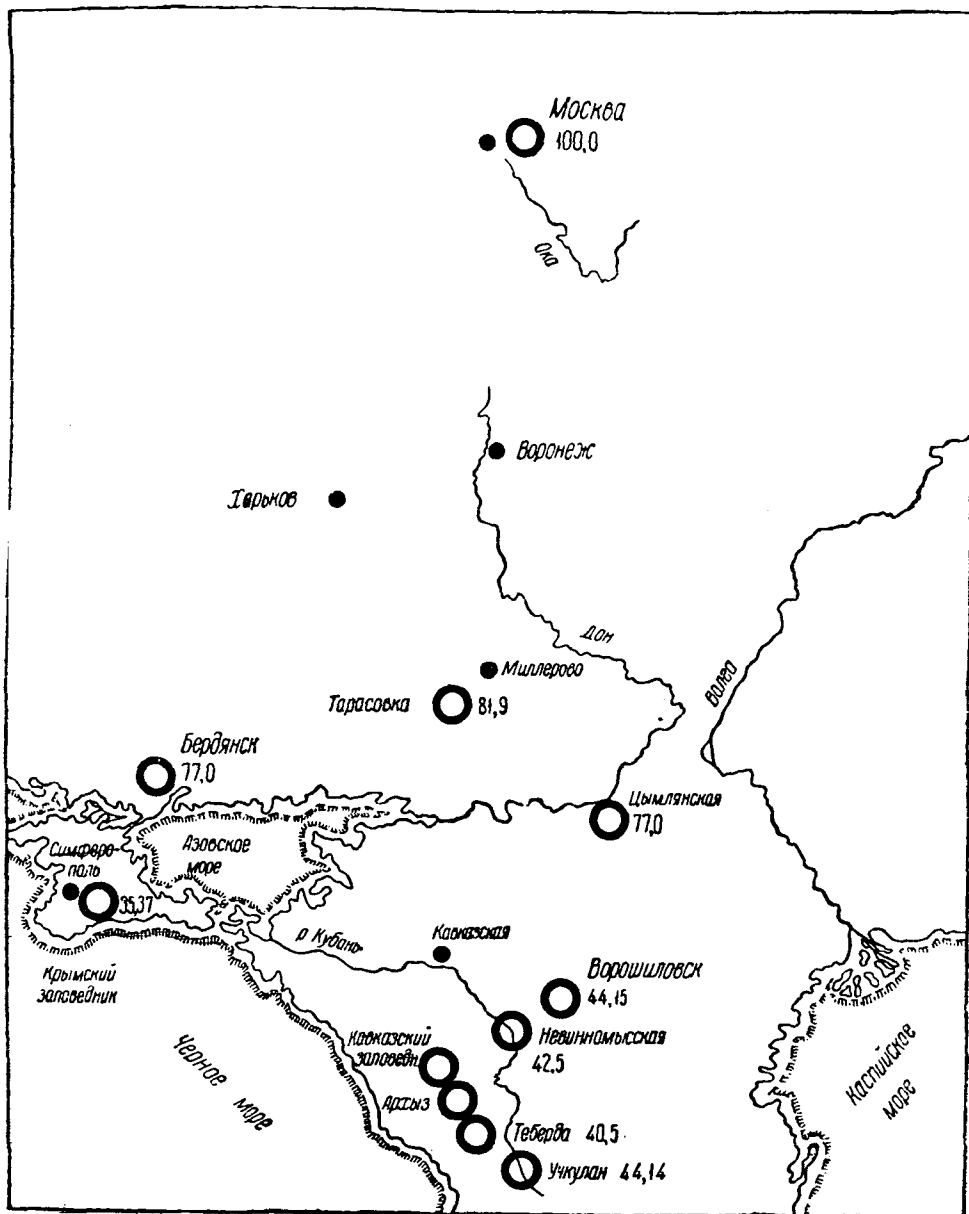 Москва
100,0
Ока
Воронеж
Харьков
Дон
Миллерово
Волга
Тарасовка 81,9
Бердянск
77,0
Цымлянская
77,0
Азовское
море
Симферо-
поль
35,37
р Кубань
Кавказская
Крымский
заповедник
Ворошиловск
44,15
Невинномысская
42,5
Кавказский
заповедн.
Архыз
Черное море
Каспийское
море
Теберда 40,5
Учкулан 44,14